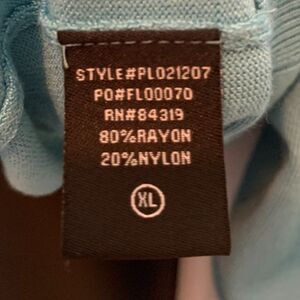 STYLE#PL021207
PO#FL00070
RN#84319
80%RAYON
20%NYLON
XL